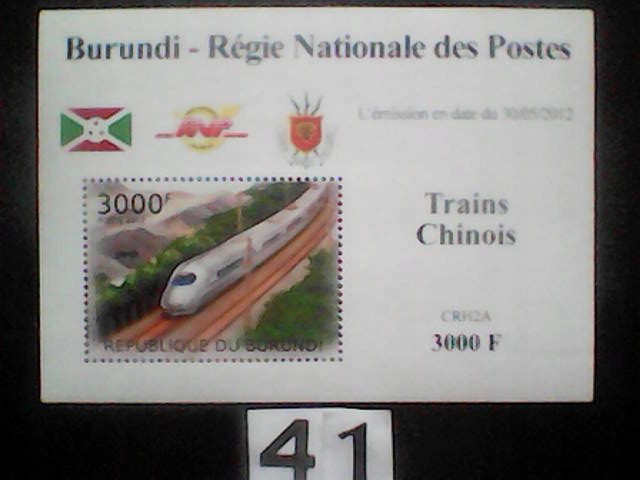 Burundi - Régie Nationale des Postes
L'émission en date du 30/05/2012
3000F
Trains
Chinois
CRH2A
3000 F
REPUBLIQUE DU BURUNDI
41